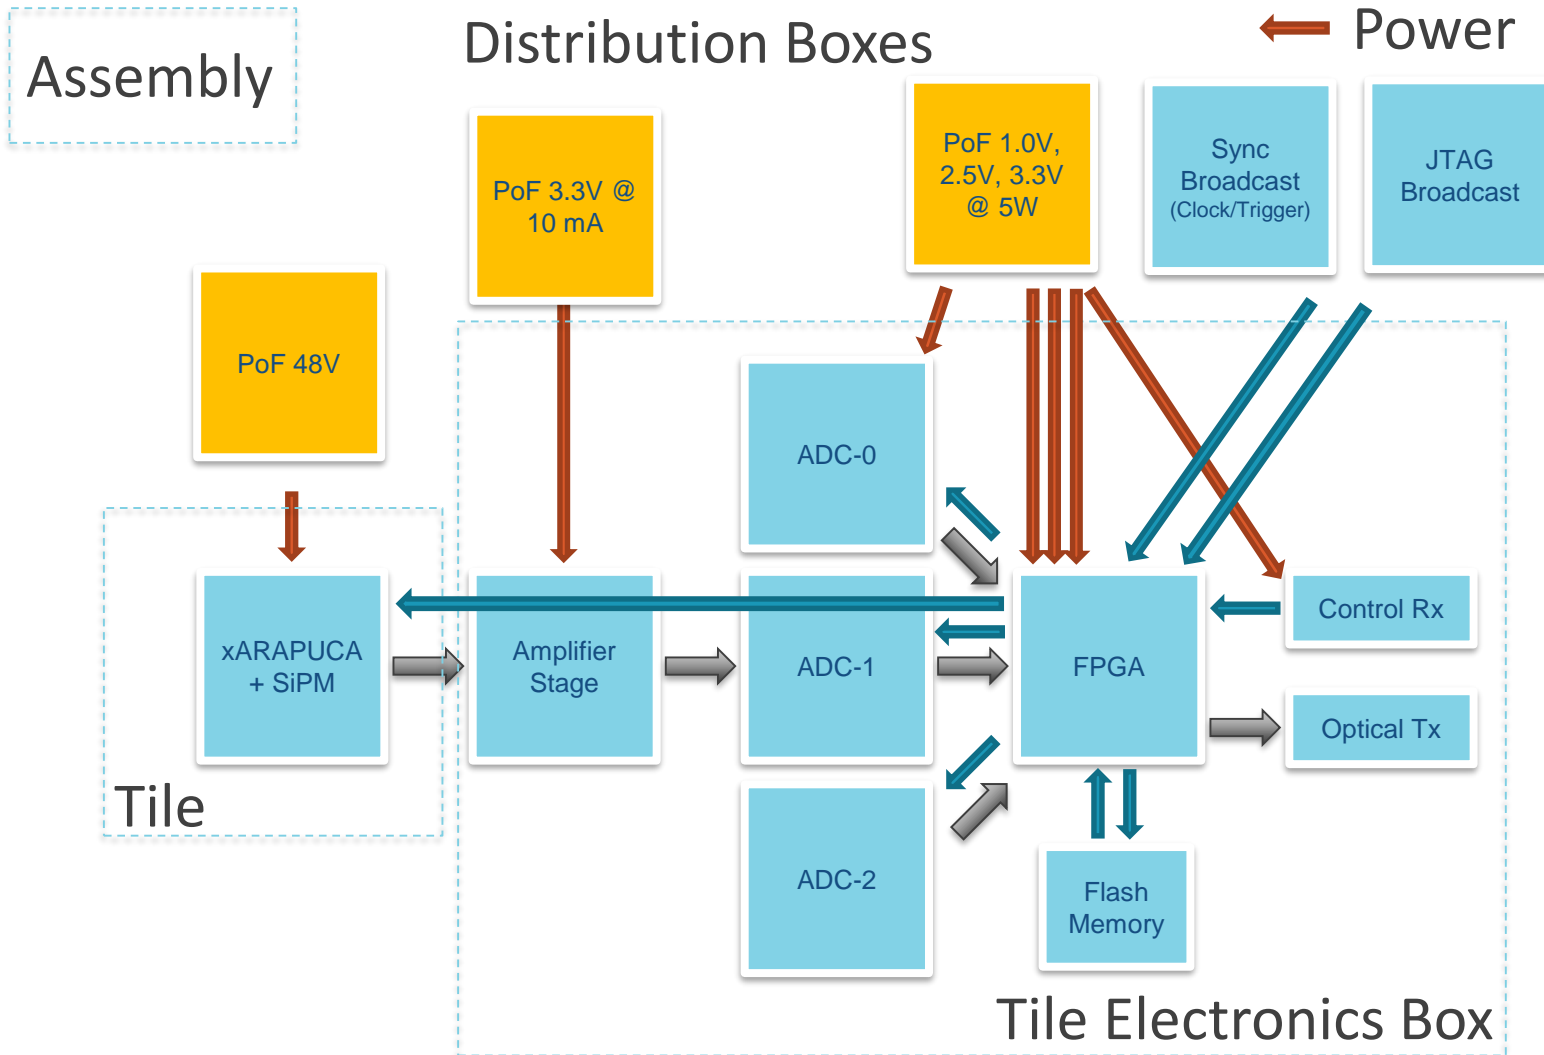 Assembly
Distribution Boxes
Power
PoF 48V
PoF 3.3V @
10 mA
PoF 1.0V,
2.5V, 3.3V
@ 5W
Sync
Broadcast
(Clock/Trigger)
JTAG
Broadcast
ADC-0
xARAPUCA
+ SiPM
Amplifier
Stage
ADC-1
FPGA
Control Rx
Optical Tx
Tile
ADC-2
Flash
Memory
Tile Electronics Box